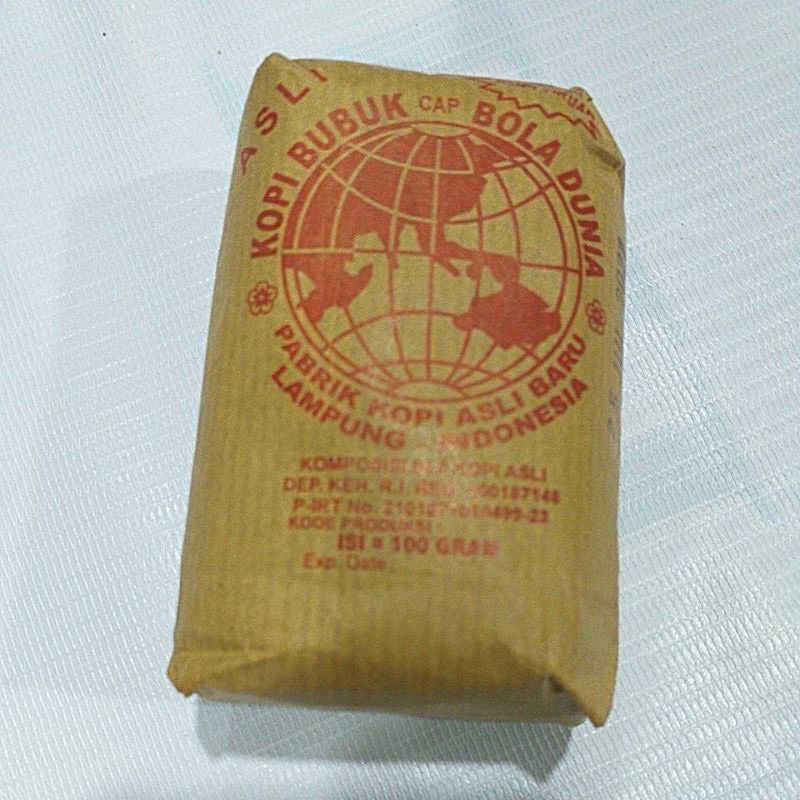 ASLI
KOPI BUBUK CAP BOLA DUNIA
PABRIK KOPI ASLI BARU
LAMPUNG INDONESIA
KOPI ASLI
DEP. KEH. R.I. REG.
P-IRT No.
KODE PRODUKSI :
ISI = 100 GRAM
Exp. Date :